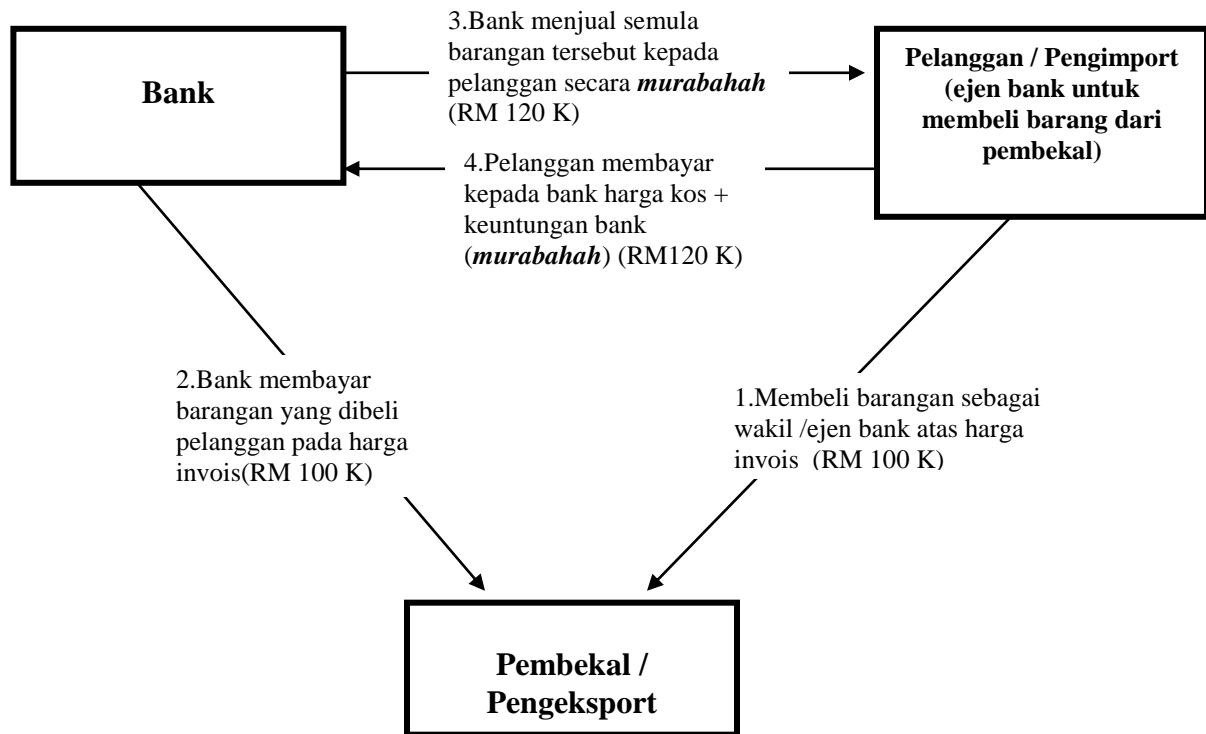 Bank
3.Bank menjual semula
barangan tersebut kepada
pelanggan secara murabahah
(RM 120 K)
Pelanggan / Pengimport
(ejen bank untuk
membeli barang dari
pembekal)
4.Pelanggan membayar
kepada bank harga kos +
keuntungan bank
(murabahah) (RM120 K)
2.Bank membayar
barangan yang dibeli
pelanggan pada harga
invois(RM 100 K)
1.Membeli barangan sebagai
wakil /ejen bank atas harga
invois (RM 100 K)
Pembekal /
Pengeksport